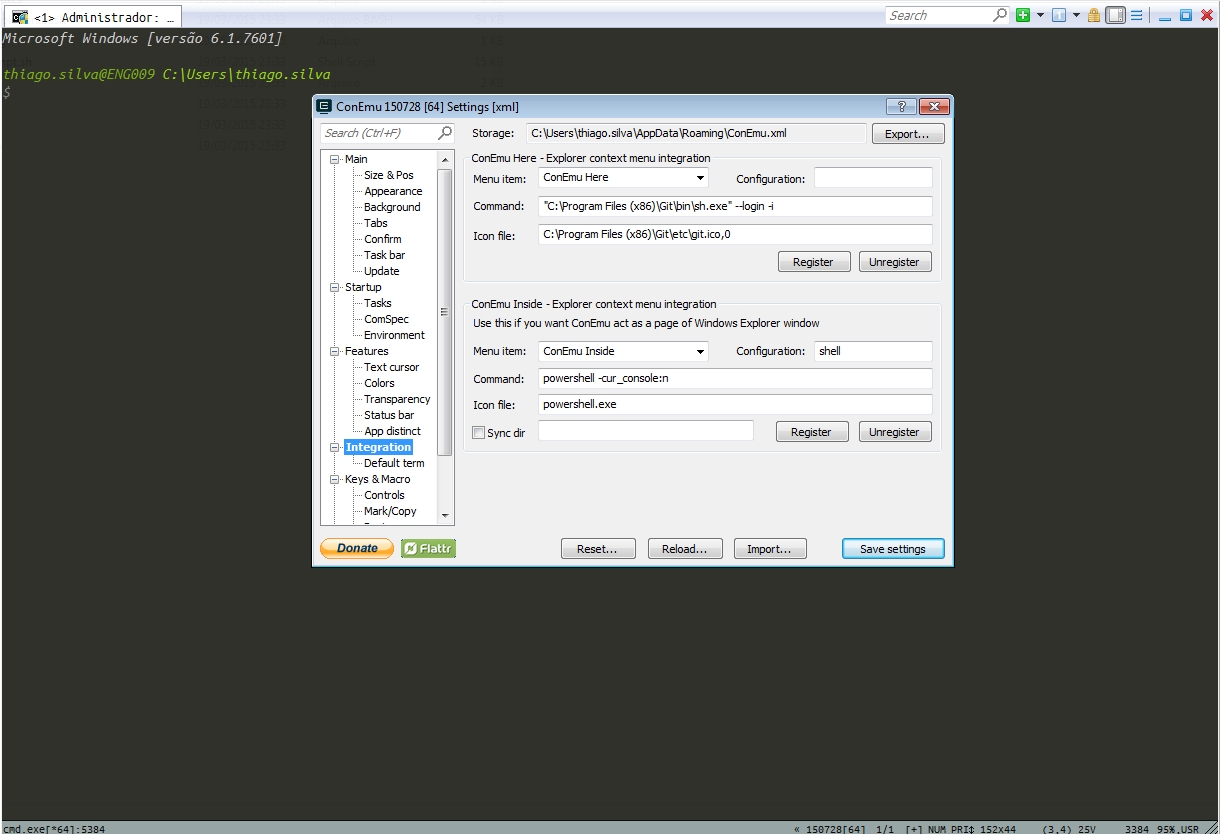 <1> Administrador: ...
Search
Microsoft Windows [versão 6.1.7601]
thiago.silva@ENG009 C:\Users\thiago.silva
$
ConEmu 150728 [64] Settings [xml]
?
Search (Ctrl+F)
Storage: C:\Users\thiago.silva\AppData\Roaming\ConEmu.xml Export...
Main
Size & Pos
Appearance
Background
Tabs
Confirm
Task bar
Update
Startup
Tasks
ComSpec
Environment
Features
Text cursor
Colors
Transparency
Status bar
App distinct
Integration
Default term
Keys & Macro
Controls
Mark/Copy
ConEmu Here - Explorer context menu integration
Menu item: ConEmu Here Configuration:
Command: "C:\Program Files (x86)\Git\bin\sh.exe" --login -i
Icon file: C:\Program Files (x86)\Git\etc\git.ico,0
Register Unregister
ConEmu Inside - Explorer context menu integration
Use this if you want ConEmu act as a page of Windows Explorer window
Menu item: ConEmu Inside Configuration: shell
Command: powershell -cur_console:n
Icon file: powershell.exe
Sync dir Register Unregister
Donate Flattr Reset... Reload... Import... Save settings
cmd.exe[*64]:5384 « 150728[64] 1/1 [+] NUM PRI‡ 152x44 (3,4) 25V 3384 95% USR